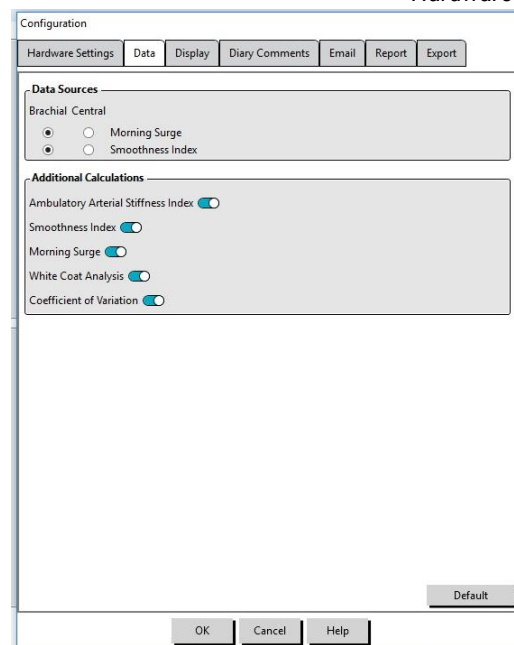 Hardware
Configuration
Hardware Settings Data Display Diary Comments Email Report Export
Data Sources
Brachial Central
Morning Surge
Smoothness Index
Additional Calculations
Ambulatory Arterial Stiffness Index
Smoothness Index
Morning Surge
White Coat Analysis
Coefficient of Variation
Default
OK Cancel Help